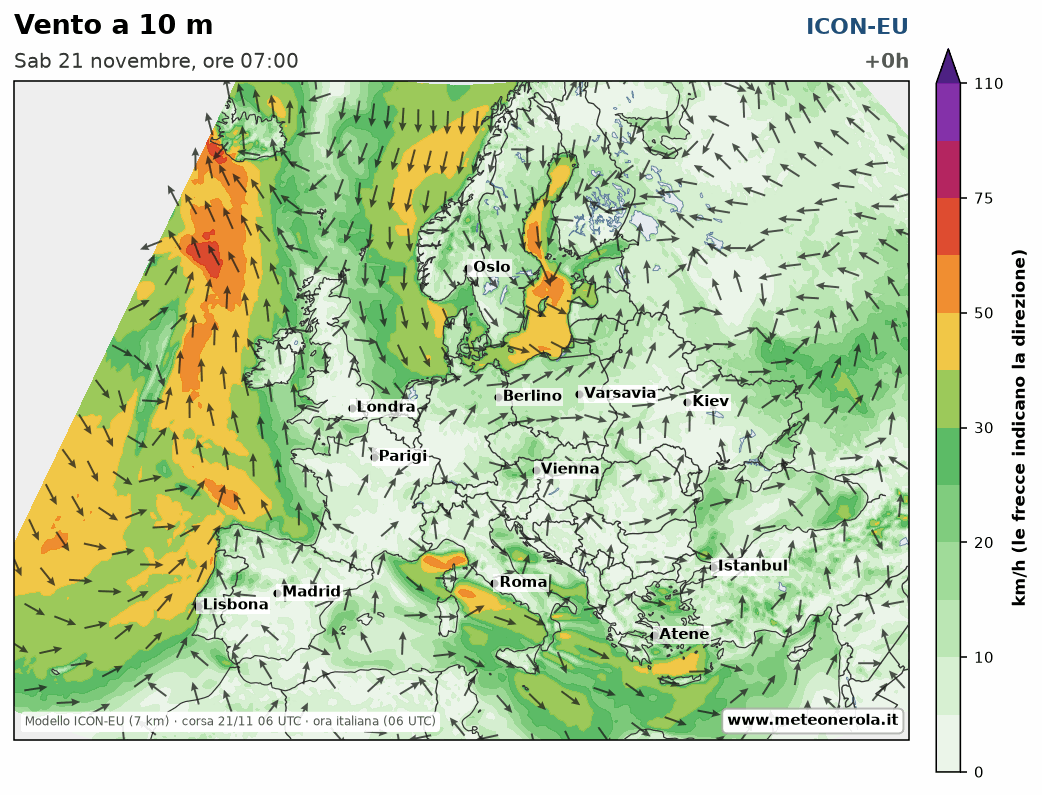 Vento a 10 m
ICON-EU
Sab 21 novembre, ore 07:00
+0h
110
75
50
30
20
10
0
km/h (le frecce indicano la direzione)
Oslo
Berlino
Varsavia
Kiev
Londra
Parigi
Vienna
Istanbul
Roma
Madrid
Lisbona
Atene
Modello ICON-EU (7 km) · corsa 21/11 06 UTC · ora italiana (06 UTC)
www.meteonerola.it